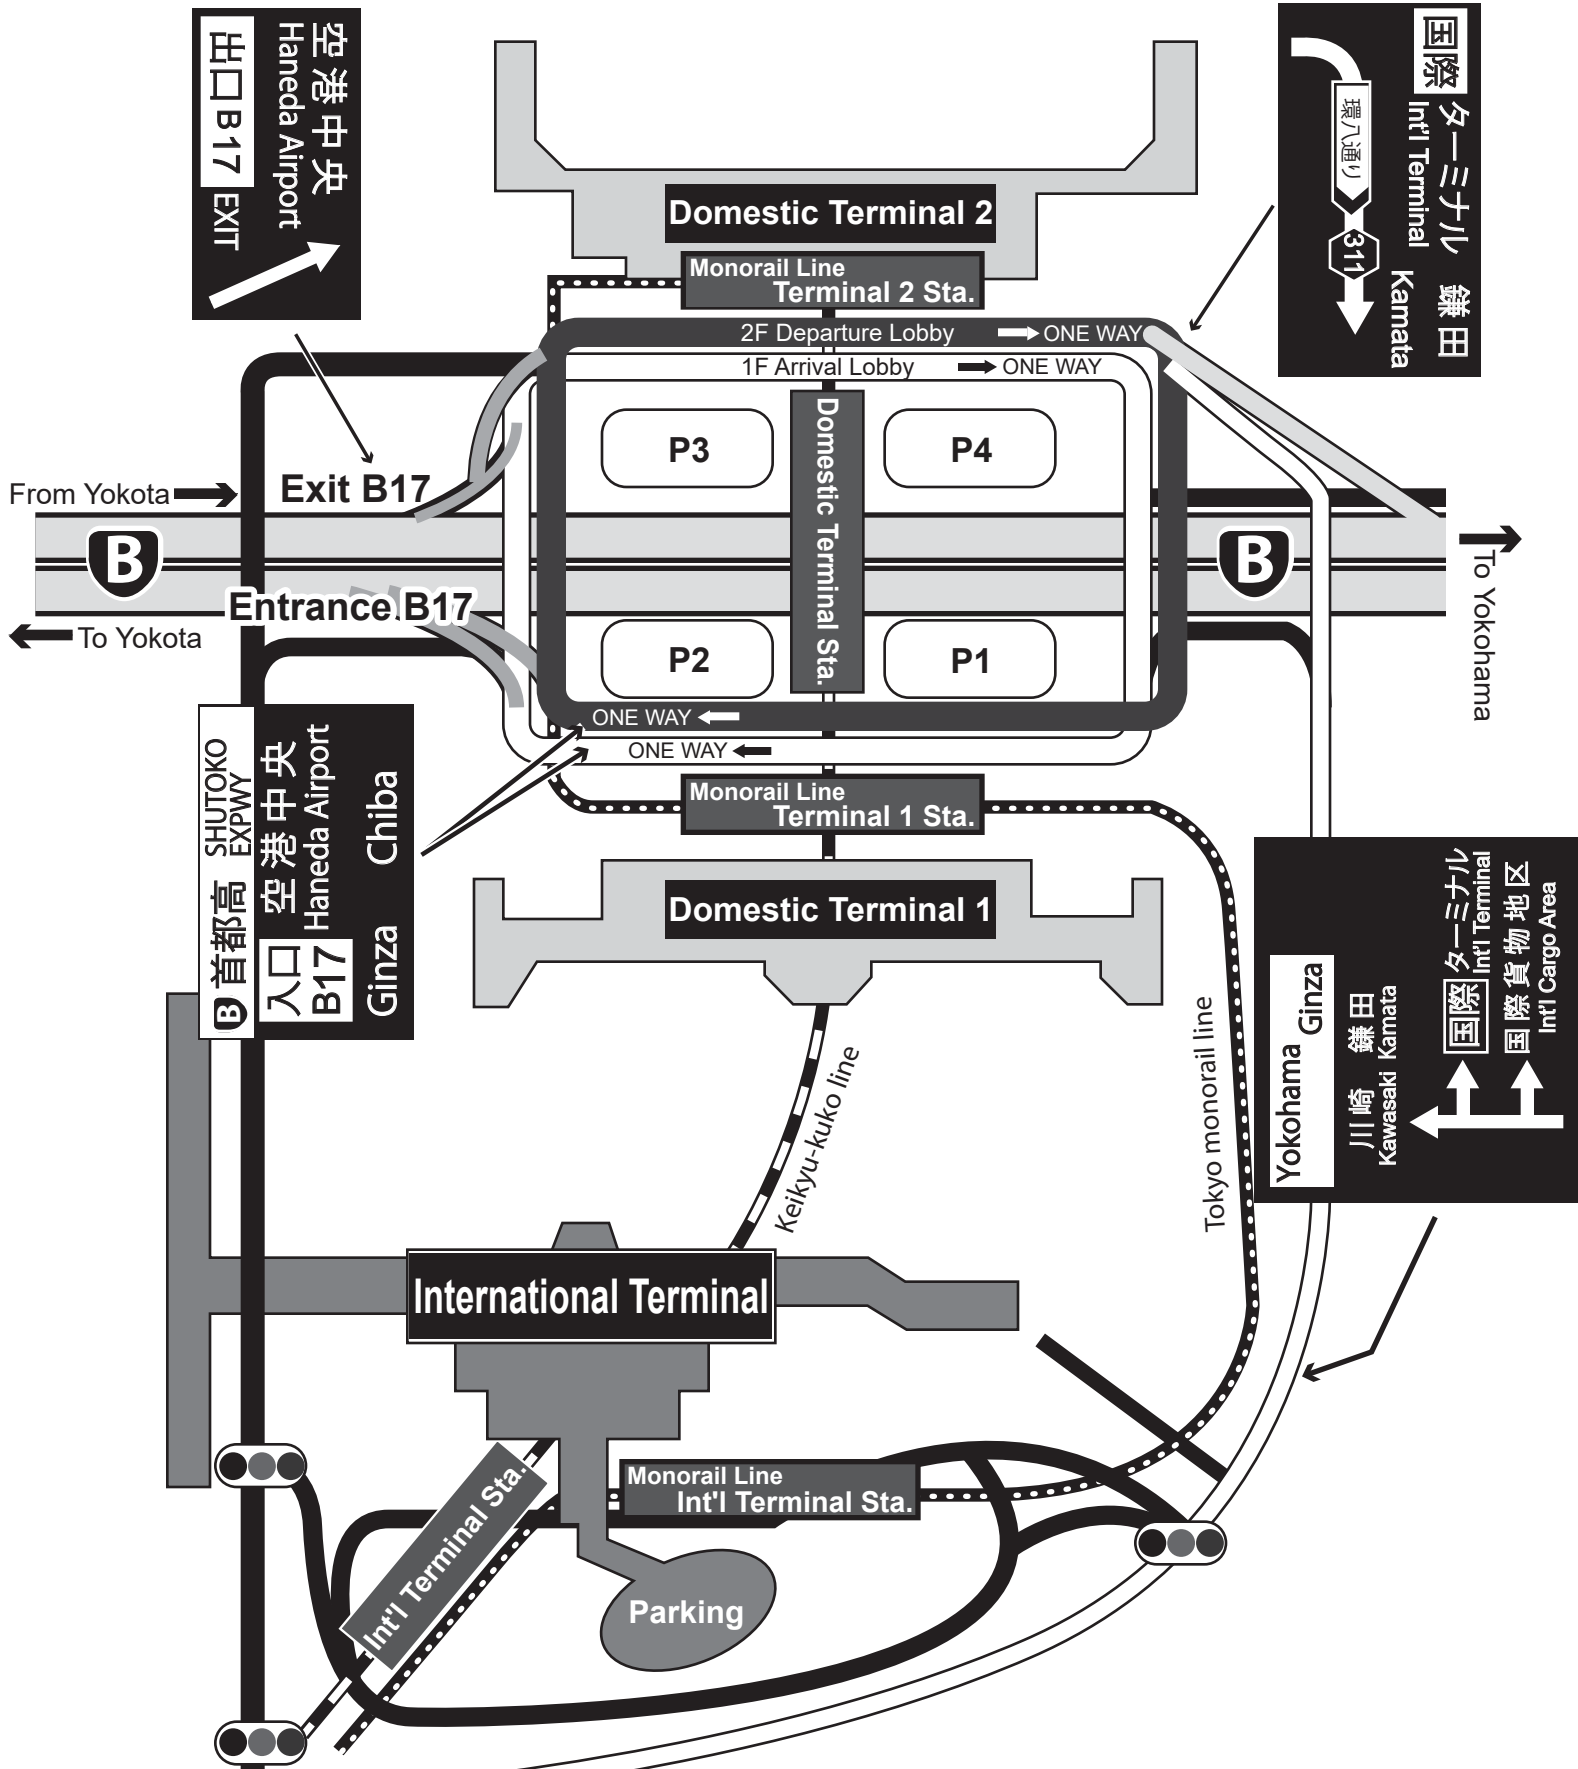 空港中央
Haneda Airport
出口 B17 EXIT
国際 ターミナル 鎌田
Int'l Terminal Kamata
環八通り
311
Domestic Terminal 2
Monorail Line
Terminal 2 Sta.
2F Departure Lobby ONE WAY
1F Arrival Lobby ONE WAY
Domestic Terminal Sta.
P3
P4
Exit B17
From Yokota
B
B
Entrance B17
To Yokota
To Yokohama
P2
P1
ONE WAY
ONE WAY
Monorail Line
Terminal 1 Sta.
Domestic Terminal 1
SHUTOKO
EXPWY
B 首都高
空港中央
Haneda Airport
入口
B17
Ginza Chiba
国際 ターミナル
Int'l Terminal
国際貨物地区
Int'l Cargo Area
Yokohama Ginza
川崎 鎌田
Kawasaki Kamata
Keikyu-kuko line
Tokyo monorail line
International Terminal
Monorail Line
Int'l Terminal Sta.
Int'l Terminal Sta.
Parking